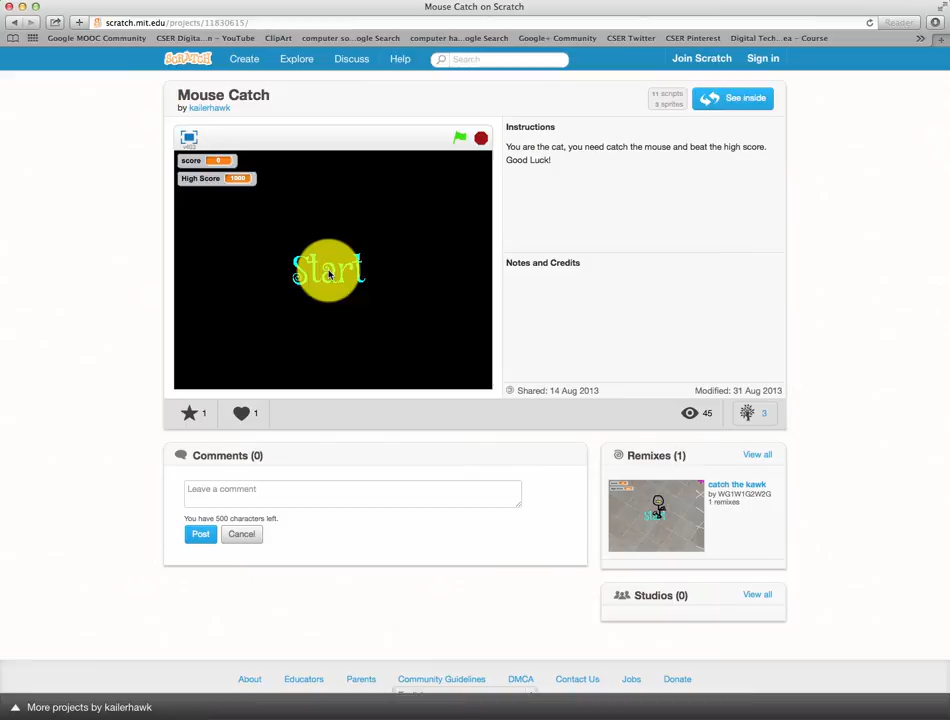 Mouse Catch on Scratch
scratch.mit.edu/projects/11830615/
Reader
Google MOOC Community CSER Digita...n - YouTube ClipArt computer so...ogle Search computer ha...ogle Search Google+ Community CSER Twitter CSER Pinterest Digital Tech...ea - Course
SCRATCH Create Explore Discuss Help Search Join Scratch Sign in
Mouse Catch
by kailerhawk
11 scripts
3 sprites
See inside
v403
score 0
High Score 1000
Start
Instructions
You are the cat, you need catch the mouse and beat the high score.
Good Luck!
Notes and Credits
Shared: 14 Aug 2013 Modified: 31 Aug 2013
1 1 45 3
Comments (0)
Leave a comment
You have 500 characters left.
Post Cancel
Remixes (1) View all
catch the kawk
by WG1W1G2W2G
1 remixes
Studios (0) View all
About Educators Parents Community Guidelines DMCA Contact Us Jobs Donate
More projects by kailerhawk